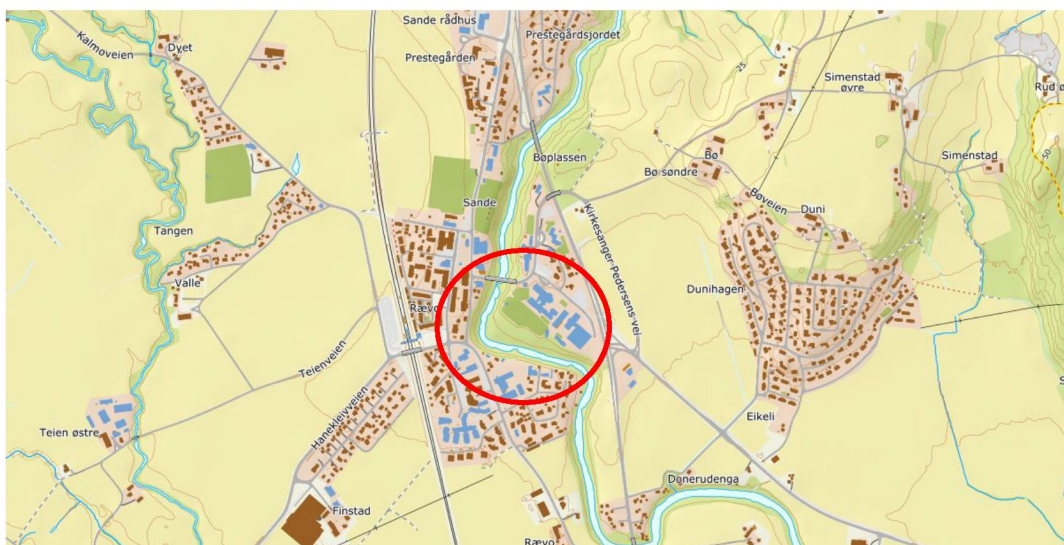 Sande rådhus
Prestegårdsjordet
Kalmoveien
Dyet
Prestegården
25
Simenstad
øvre
Rud ø
Bøplassen
Bø
Simenstad
50
Bø søndre
Bøveien
Sande
Kirkesanger-Pedersens vei
Duni
Tangen
Valle
Dunihagen
Rævo
Teienveien
Hanekleivveien
Eikeli
Teien østre
Donerudenga
Finstad
Rævo